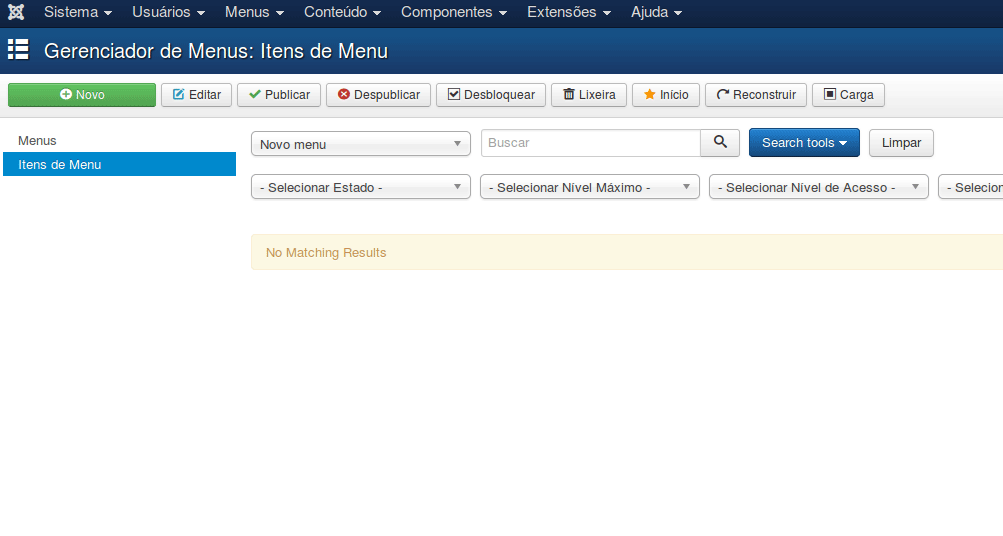 Sistema Usuários Menus Conteúdo Componentes Extensões Ajuda
Gerenciador de Menus: Itens de Menu
Novo Editar Publicar Despublicar Desbloquear Lixeira Início Reconstruir Carga
Menus
Itens de Menu
Novo menu Buscar Search tools Limpar
- Selecionar Estado - - Selecionar Nível Máximo - - Selecionar Nível de Acesso - - Selecion
No Matching Results